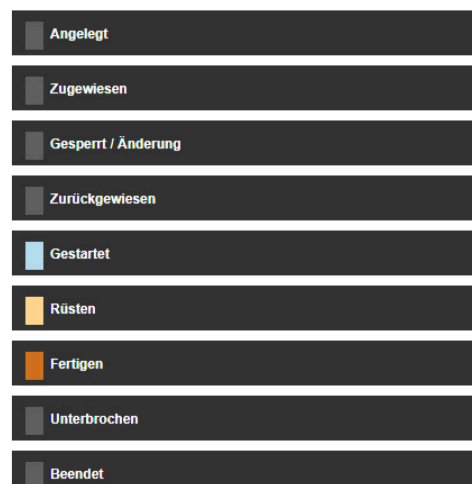 Angelegt
Zugewiesen
Gesperrt / Änderung
Zurückgewiesen
Gestartet
Rüsten
Fertigen
Unterbrochen
Beendet